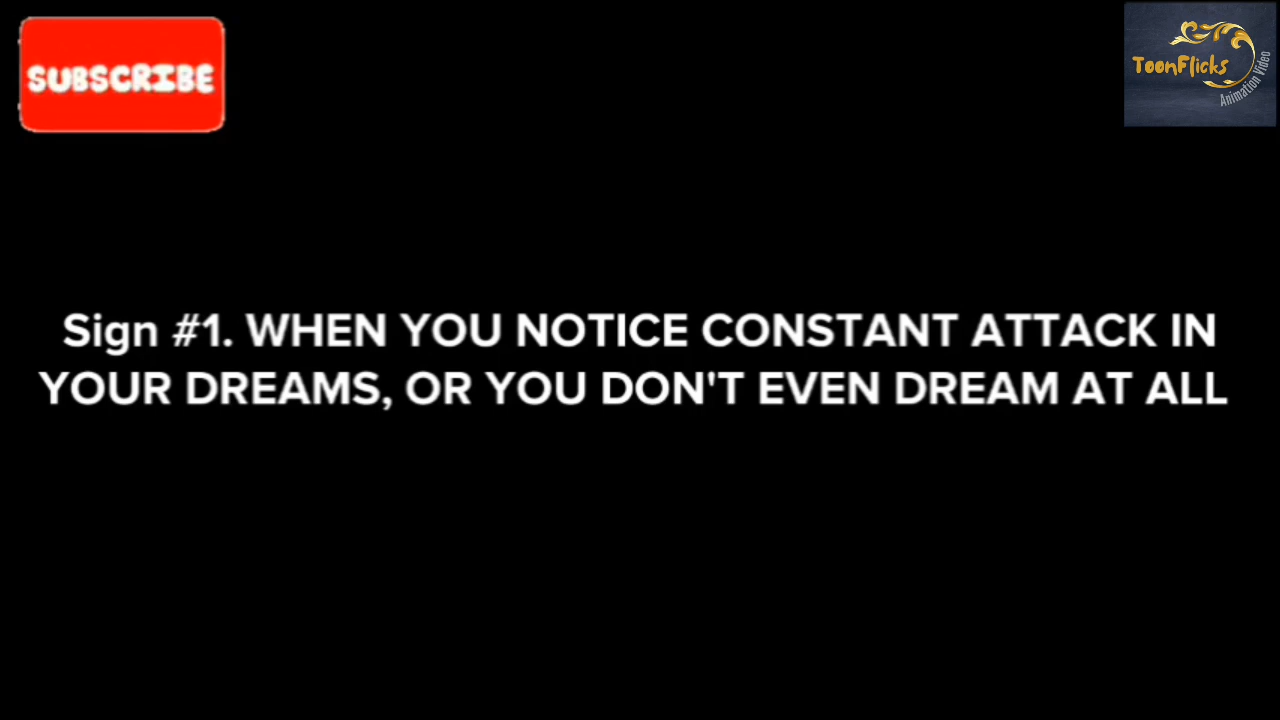 SUBSCRIBE
ToonFlicks
Animation Video
Sign #1. WHEN YOU NOTICE CONSTANT ATTACK IN
YOUR DREAMS, OR YOU DON'T EVEN DREAM AT ALL